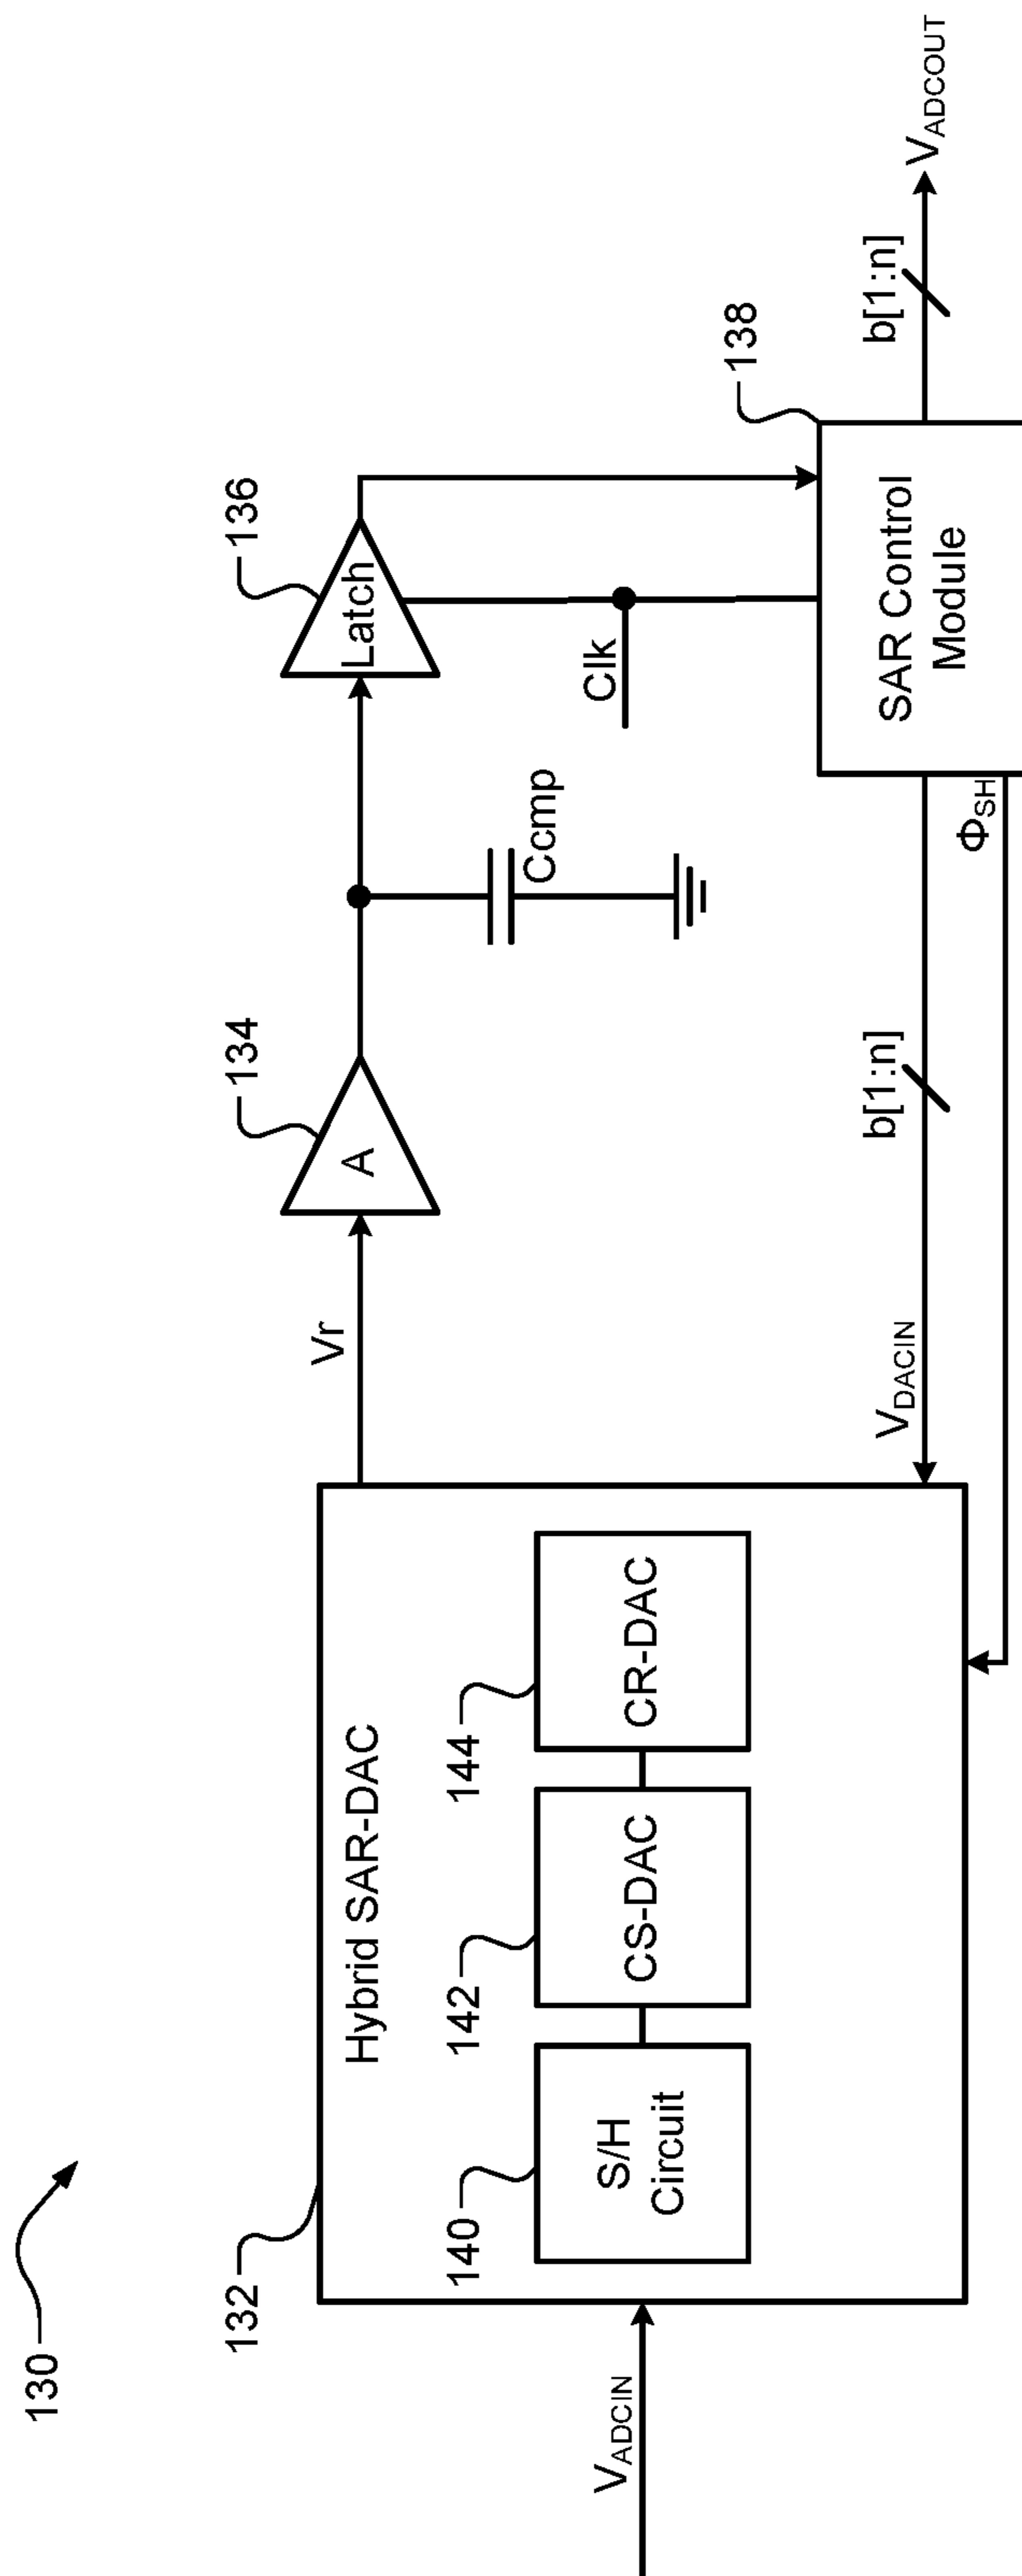 130
132
Hybrid SAR-DAC
134
A
136
Latch
Vr
Ccmp
Clk
140
142
144
S/H
Circuit
CS-DAC
CR-DAC
138
SAR Control
Module
V_ADCIN
V_DACIN
b[1:n]
Φ_SH
b[1:n]
V_ADCOUT